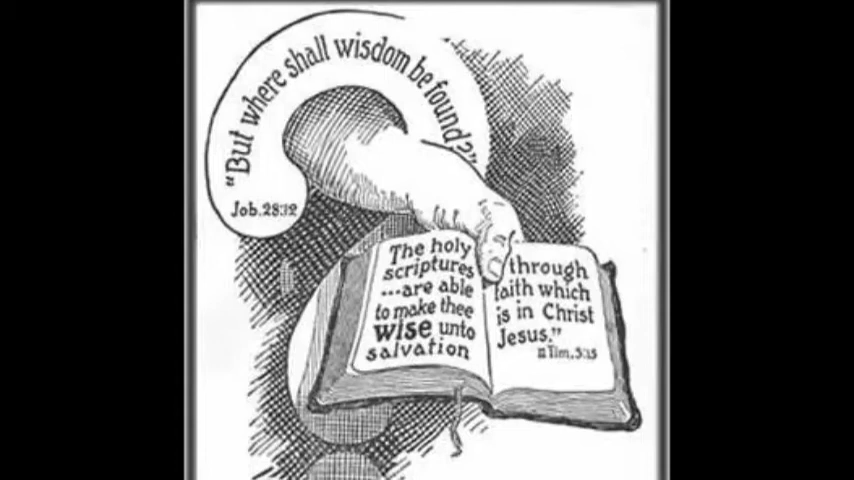 "But where shall wisdom be found?"
Job. 28:12
The holy
scriptures
...are able
to make thee
wise unto
salvation
through
faith which
is in Christ
Jesus."
II Tim. 3:15